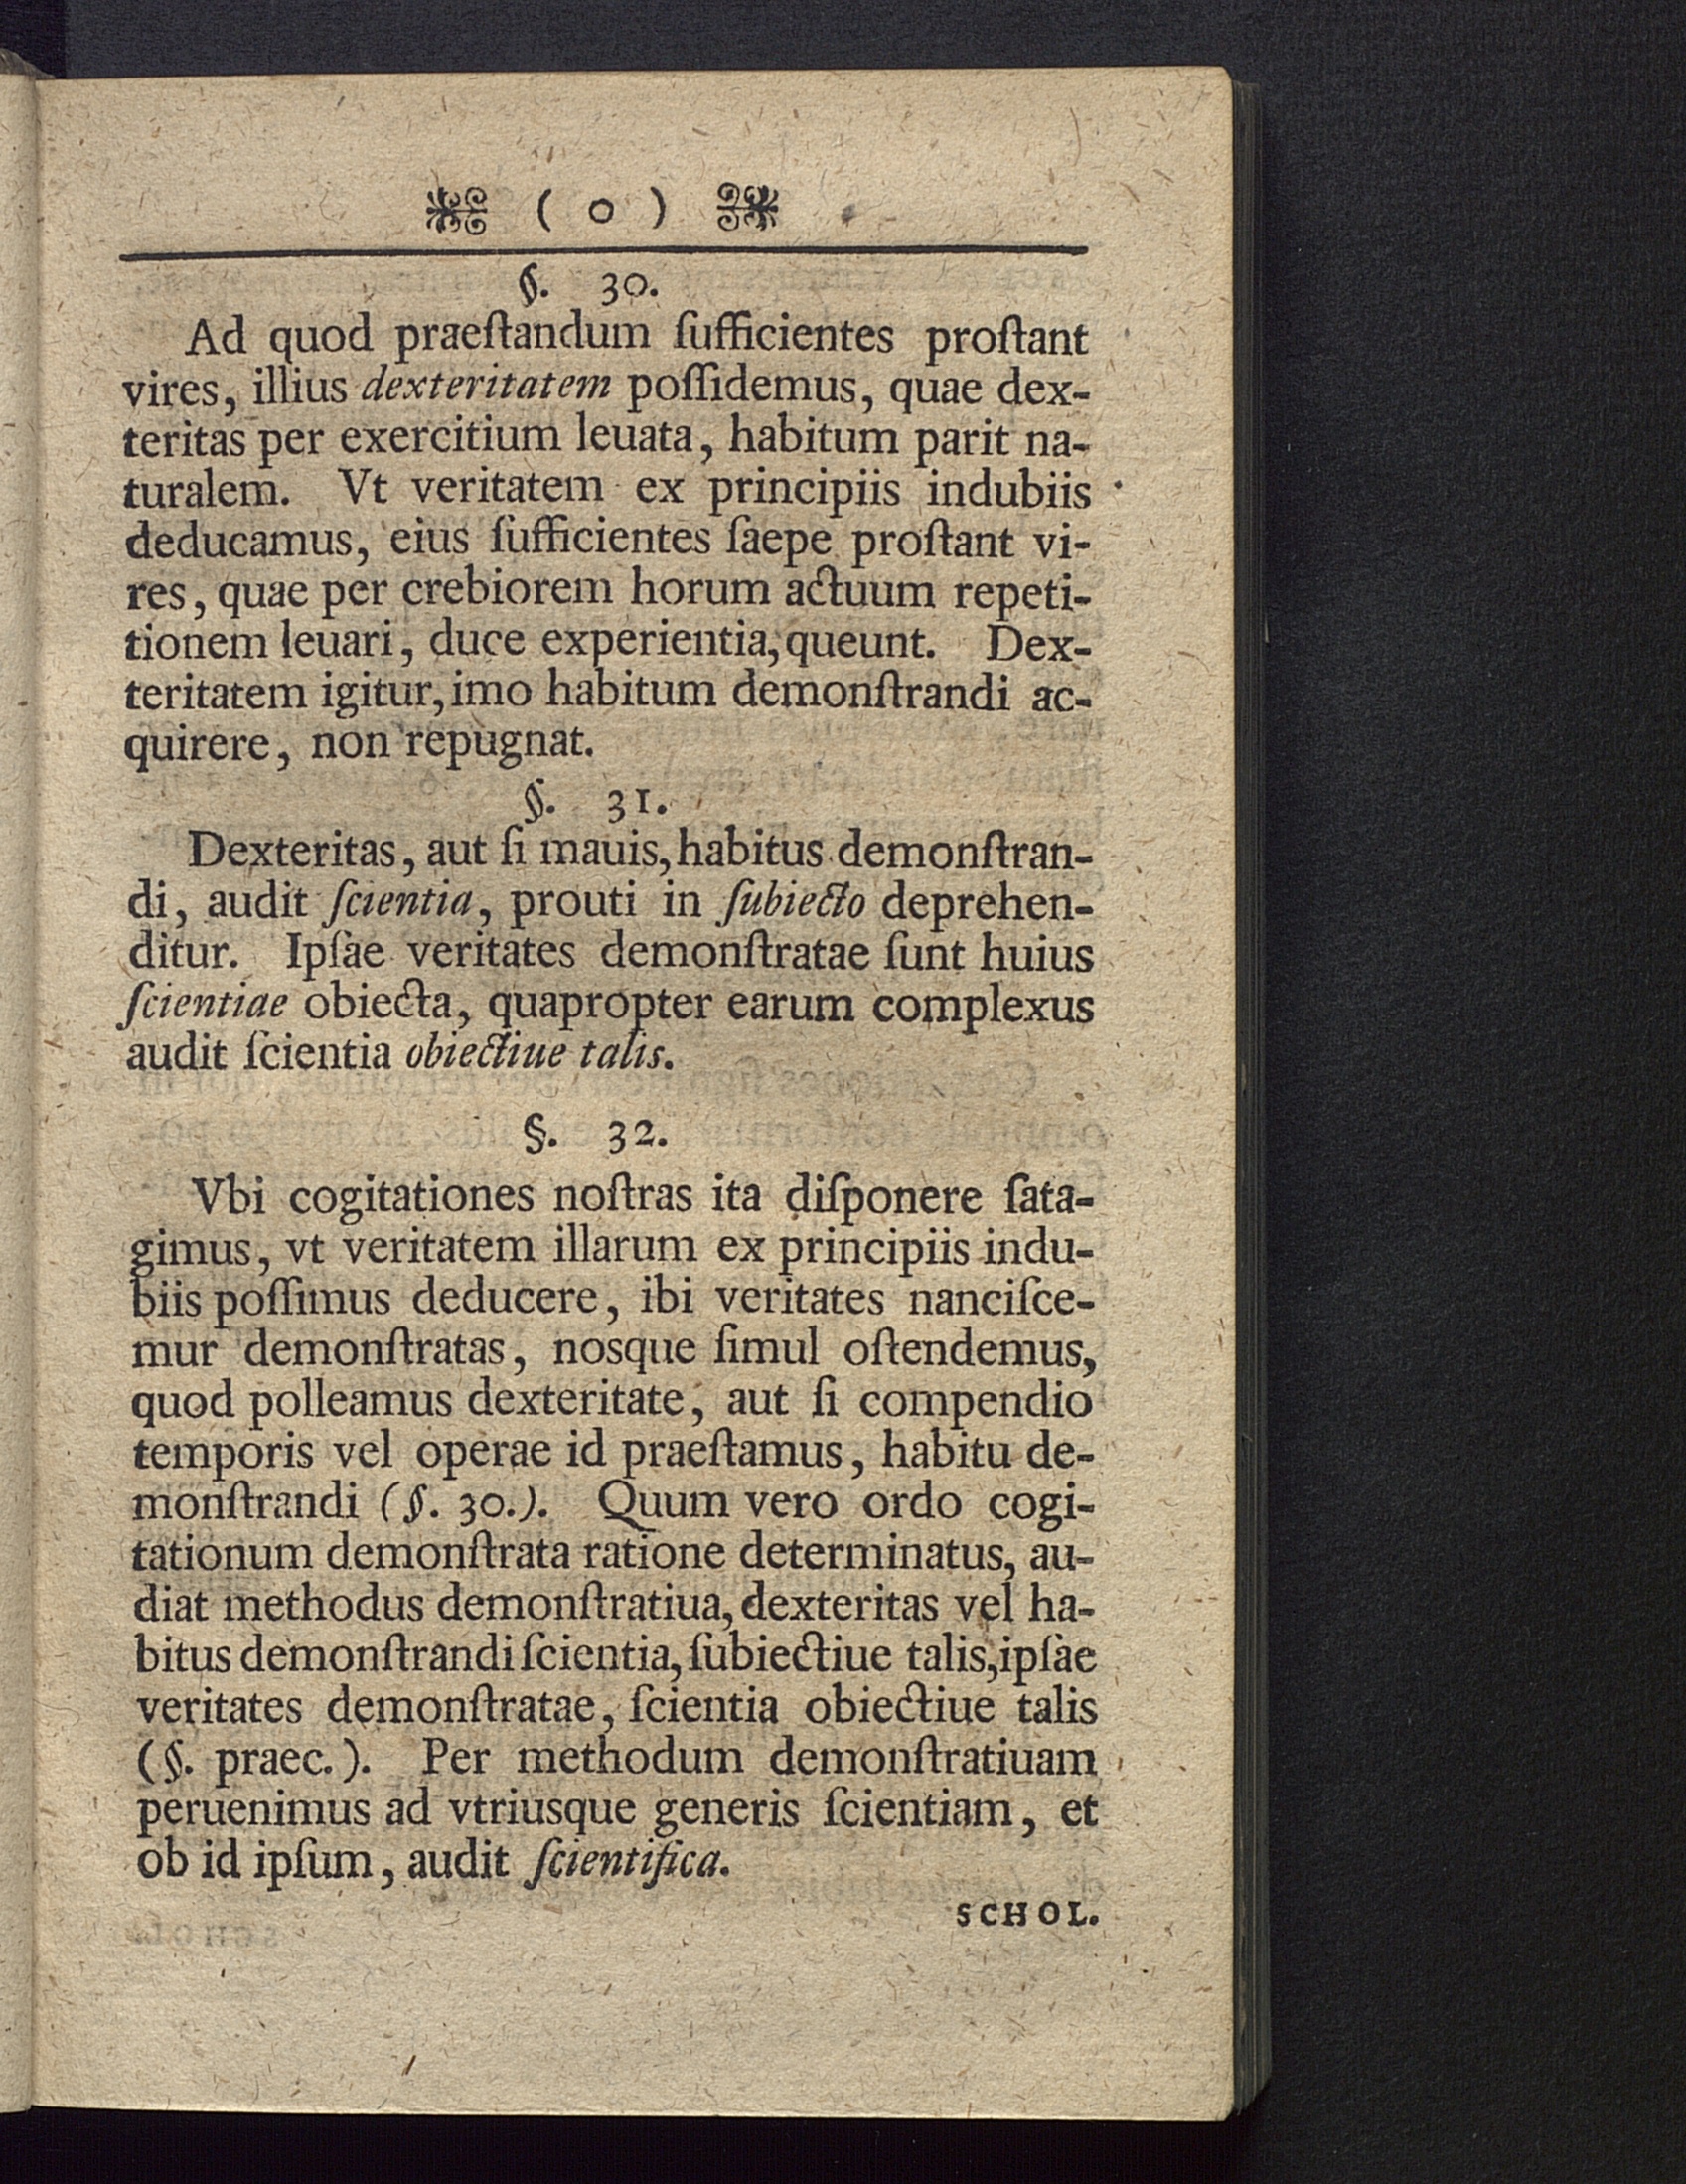 ( o )
§. 30.
Ad quod praeſtandum ſufficientes proſtant
vires, illius dexteritatem poſſidemus, quae dex-
teritas per exercitium leuata, habitum parit na-
turalem. Vt veritatem ex principiis indubiis
deducamus, eius ſufficientes ſaepe proſtant vi-
res, quae per crebiorem horum actuum repeti-
tionem leuari, duce experientia, queunt. Dex-
teritatem igitur, imo habitum demonſtrandi ac-
quirere, non repugnat.
§. 31.
Dexteritas, aut ſi mauis, habitus demonſtran-
di, audit ſcientia, prouti in ſubiecto deprehen-
ditur. Ipſae veritates demonſtratae ſunt huius
ſcientiae obiecta, quapropter earum complexus
audit ſcientia obiectiue talis.
§. 32.
Vbi cogitationes noſtras ita diſponere ſata-
gimus, vt veritatem illarum ex principiis indu-
biis poſſimus deducere, ibi veritates nanciſce-
mur demonſtratas, nosque ſimul oſtendemus,
quod polleamus dexteritate, aut ſi compendio
temporis vel operae id praeſtamus, habitu de-
monſtrandi (§. 30.). Quum vero ordo cogi-
tationum demonſtrata ratione determinatus, au-
diat methodus demonſtratiua, dexteritas vel ha-
bitus demonſtrandi ſcientia, ſubiectiue talis, ipſae
veritates demonſtratae, ſcientia obiectiue talis
(§. praec.). Per methodum demonſtratiuam
peruenimus ad vtriusque generis ſcientiam, et
ob id ipſum, audit ſcientifica.
SCHOL.